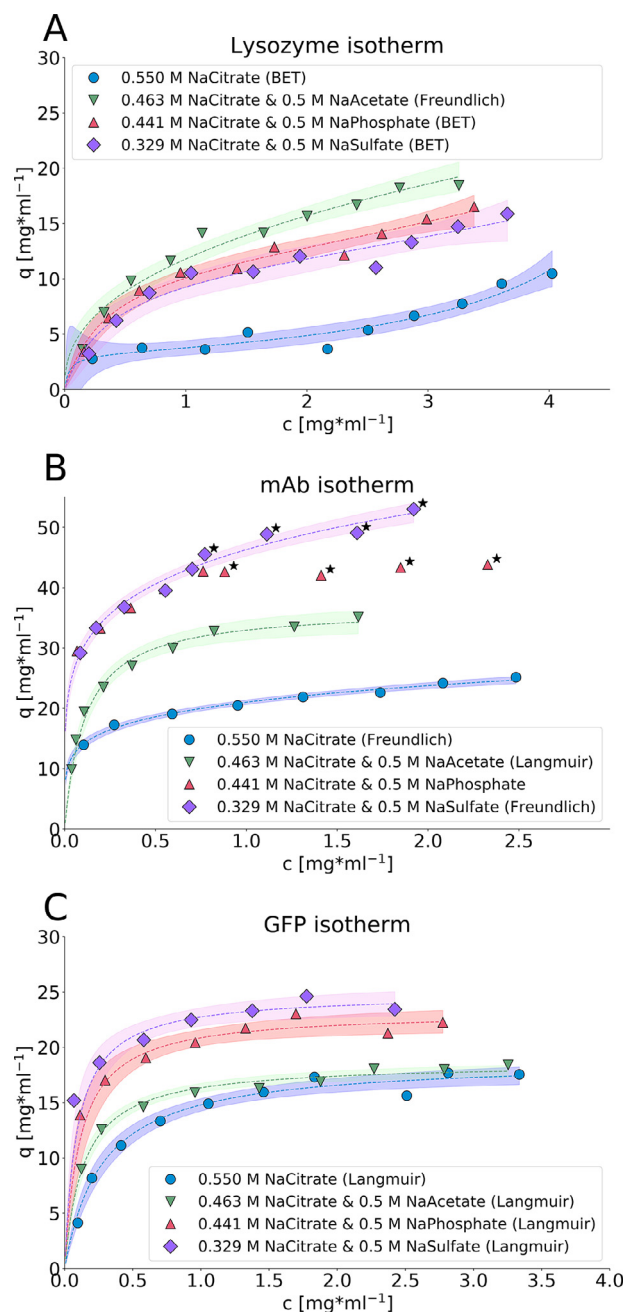 A
Lysozyme isotherm
30
25
20
15
10
5
0
q [mg*ml⁻¹]
0.550 M NaCitrate (BET)
0.463 M NaCitrate & 0.5 M NaAcetate (Freundlich)
0.441 M NaCitrate & 0.5 M NaPhosphate (BET)
0.329 M NaCitrate & 0.5 M NaSulfate (BET)
0 1 2 3 4
c [mg*ml⁻¹]
B
mAb isotherm
50
40
30
20
10
0
q [mg*ml⁻¹]
0.550 M NaCitrate (Freundlich)
0.463 M NaCitrate & 0.5 M NaAcetate (Langmuir)
0.441 M NaCitrate & 0.5 M NaPhosphate
0.329 M NaCitrate & 0.5 M NaSulfate (Freundlich)
0.0 0.5 1.0 1.5 2.0 2.5
c [mg*ml⁻¹]
C
GFP isotherm
30
25
20
15
10
5
0
q [mg*ml⁻¹]
0.550 M NaCitrate (Langmuir)
0.463 M NaCitrate & 0.5 M NaAcetate (Langmuir)
0.441 M NaCitrate & 0.5 M NaPhosphate (Langmuir)
0.329 M NaCitrate & 0.5 M NaSulfate (Langmuir)
0.0 0.5 1.0 1.5 2.0 2.5 3.0 3.5 4.0
c [mg*ml⁻¹]